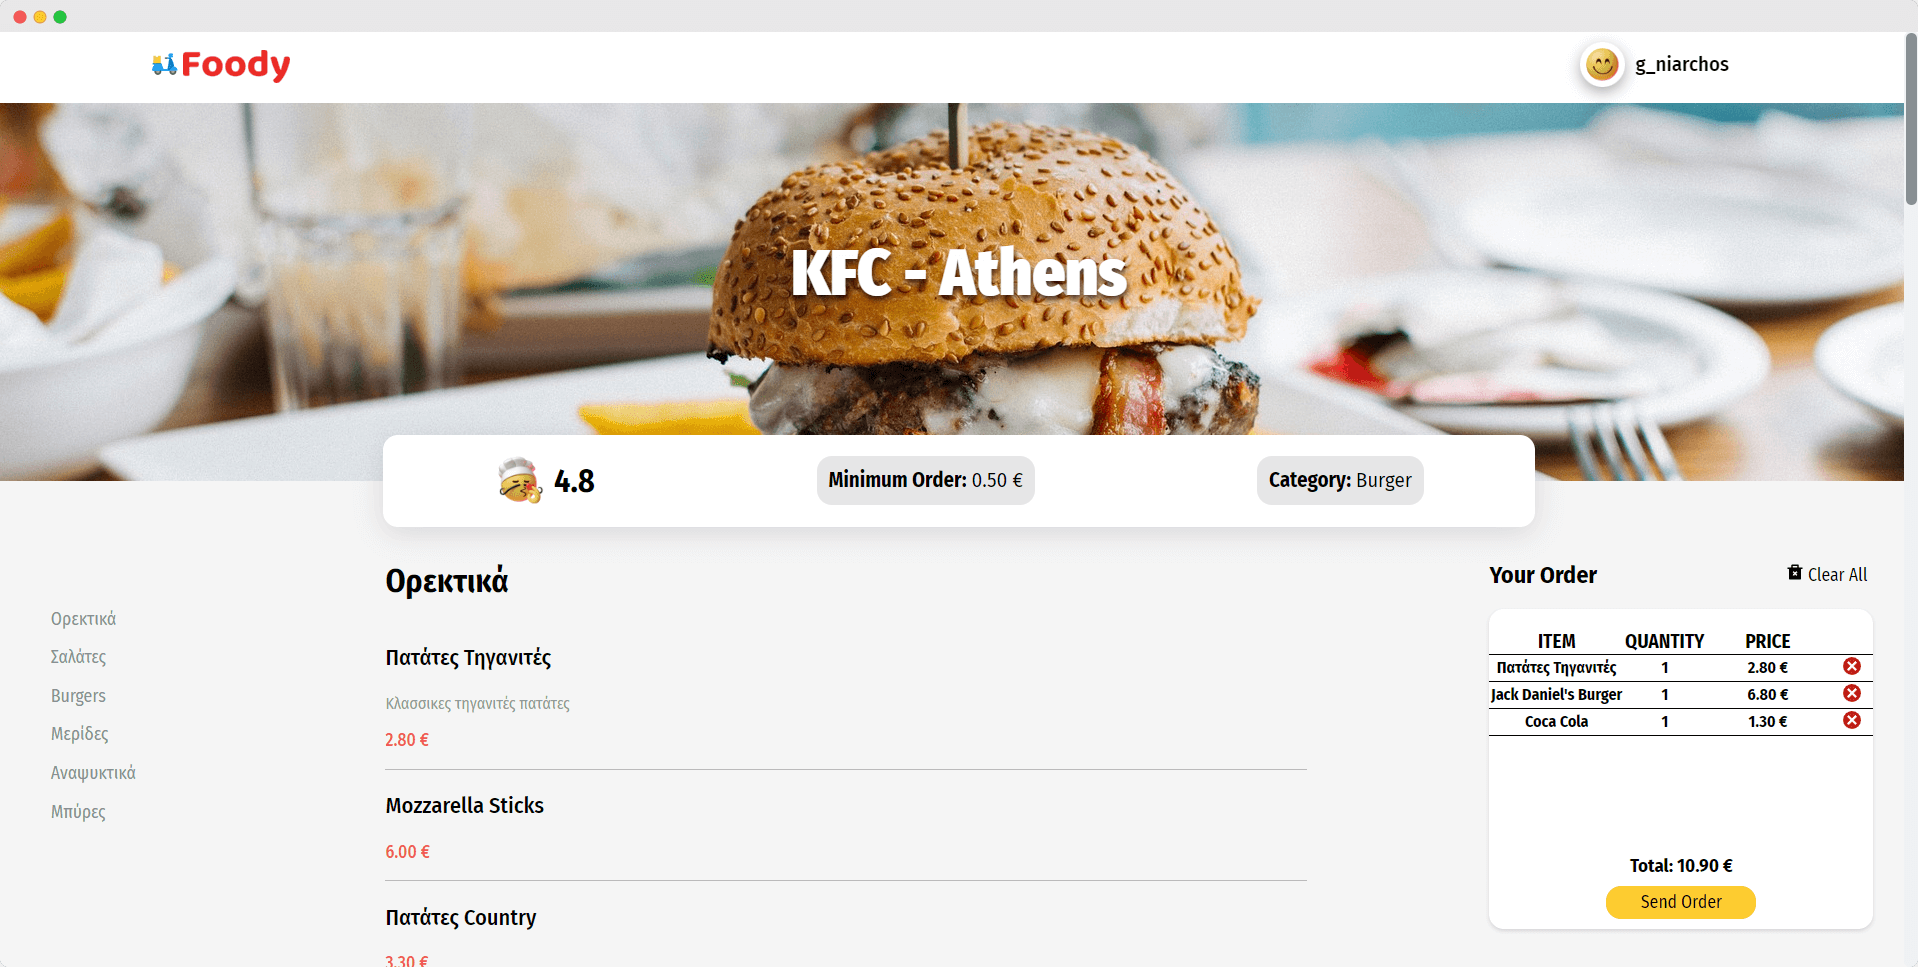 Foody
g_niarchos
KFC - Athens
4.8
Minimum Order: 0.50 €
Category: Burger
Ορεκτικά
Σαλάτες
Burgers
Μερίδες
Αναψυκτικά
Μπύρες
Ορεκτικά
Πατάτες Τηγανιτές
Κλασσικες τηγανιτές πατάτες
2.80 €
Mozzarella Sticks
6.00 €
Πατάτες Country
3.30 €
Your Order
Clear All
ITEM QUANTITY PRICE
Πατάτες Τηγανιτές 1 2.80 €
Jack Daniel's Burger 1 6.80 €
Coca Cola 1 1.30 €
Total: 10.90 €
Send Order